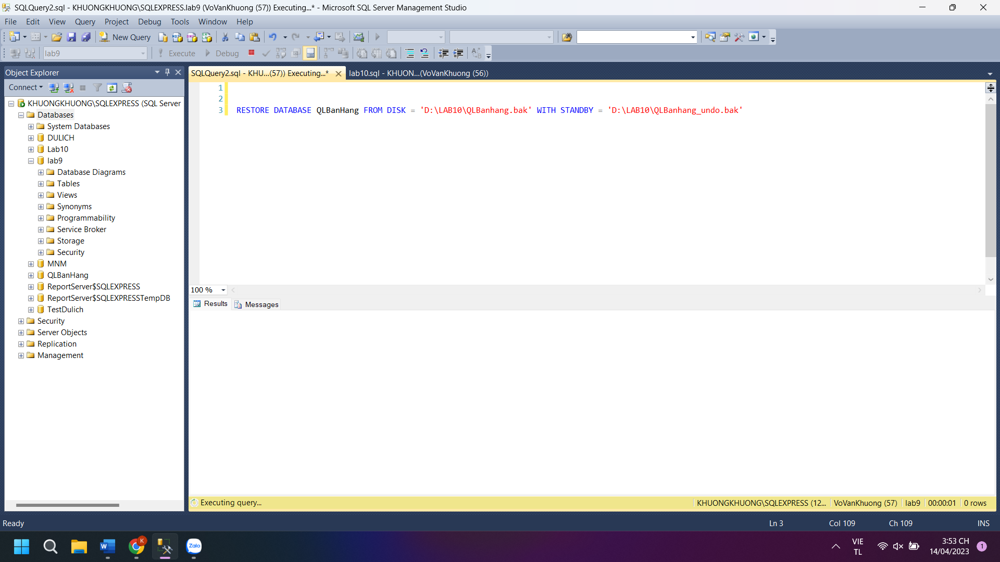 SQLQuery2.sql - KHUONGKHUONG\SQLEXPRESS.lab9 (VoVanKhuong (57)) Executing...* - Microsoft SQL Server Management Studio
File Edit View Query Project Debug Tools Window Help
New Query
lab9 Execute Debug
Object Explorer
SQLQuery2.sql - KHU...(57)) Executing...* lab10.sql - KHUON...(VoVanKhuong (56))
Connect
KHUONGKHUONG\SQLEXPRESS (SQL Server
Databases
System Databases
DULICH
Lab10
lab9
Database Diagrams
Tables
Views
Synonyms
Programmability
Service Broker
Storage
Security
MNM
QLBanHang
ReportServer$SQLEXPRESS
ReportServer$SQLEXPRESSTempDB
TestDulich
Security
Server Objects
Replication
Management
1
2
3 RESTORE DATABASE QLBanHang FROM DISK = 'D:\LAB10\QLBanhang.bak' WITH STANDBY = 'D:\LAB10\QLBanhang_undo.bak'
100 %
Results Messages
Executing query... KHUONGKHUONG\SQLEXPRESS (12... VoVanKhuong (57) lab9 00:00:01 0 rows
Ready Ln 3 Col 109 Ch 109 INS
K
W
Zalo
VIE
TL
3:53 CH
14/04/2023
1